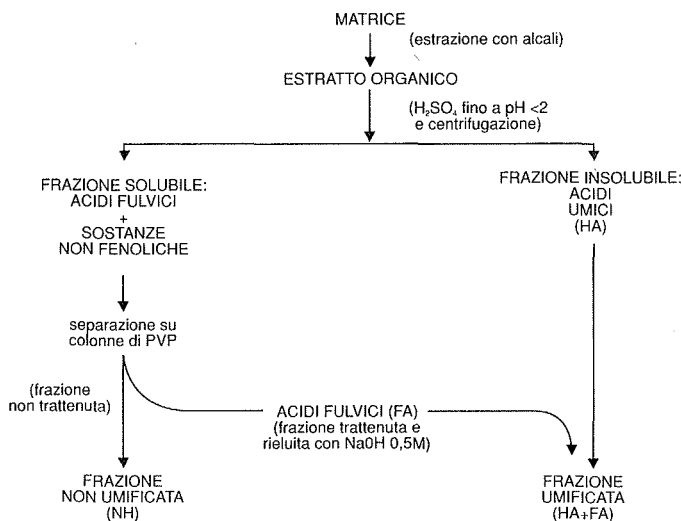 MATRICE
(estrazione con alcali)
ESTRATTO ORGANICO
(H₂SO₄ fino a pH <2
e centrifugazione)
FRAZIONE SOLUBILE:
ACIDI FULVICI
+
SOSTANZE
NON FENOLICHE
FRAZIONE INSOLUBILE:
ACIDI
UMICI
(HA)
separazione su
colonne di PVP
(frazione
non trattenuta)
ACIDI FULVICI (FA)
(frazione trattenuta e
rieluita con Na0H 0,5M)
FRAZIONE
NON UMIFICATA
(NH)
FRAZIONE
UMIFICATA
(HA+FA)